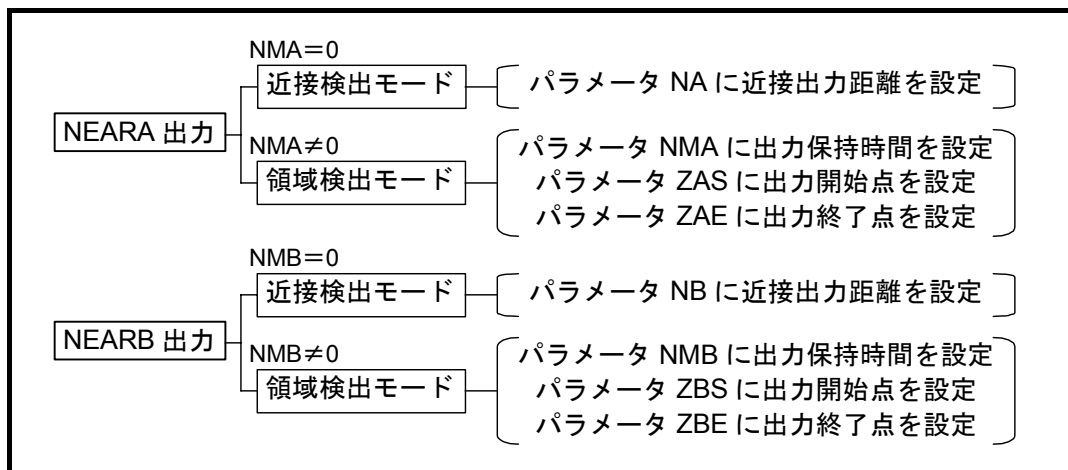 NMA=0
近接検出モード
パラメータ NA に近接出力距離を設定
NEARA 出力
NMA≠0
領域検出モード
パラメータ NMA に出力保持時間を設定
パラメータ ZAS に出力開始点を設定
パラメータ ZAE に出力終了点を設定
NMB=0
近接検出モード
パラメータ NB に近接出力距離を設定
NEARB 出力
NMB≠0
領域検出モード
パラメータ NMB に出力保持時間を設定
パラメータ ZBS に出力開始点を設定
パラメータ ZBE に出力終了点を設定